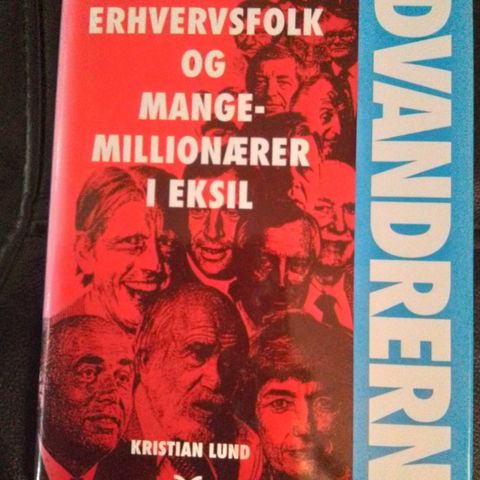 ERHVERVSFOLK
OG
MANGE-
MILLIONÆRER
I EKSIL
KRISTIAN LUND
DVANDRERN